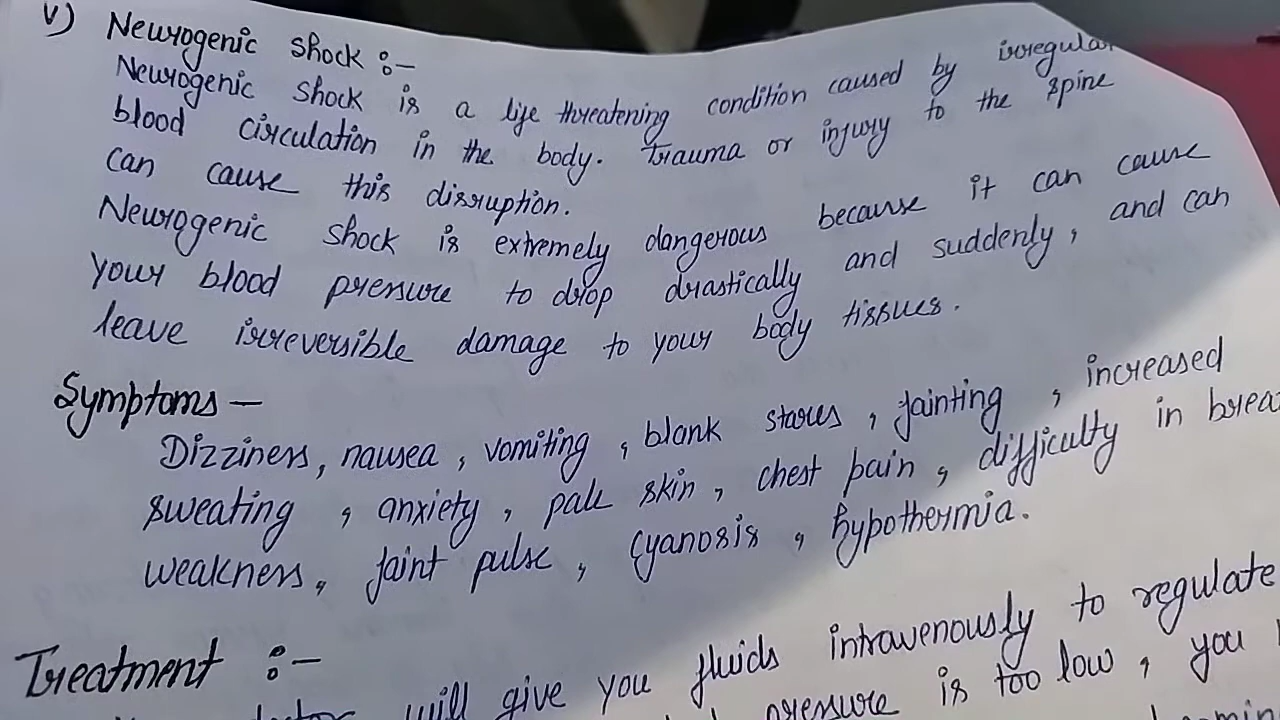 v) Neurogenic shock :-
Neurogenic shock is a life threatening condition caused by irregular
blood circulation in the body. Trauma or injury to the spine
can cause this disruption.
Neurogenic shock is extremely dangerous because it can cause
your blood pressure to drop drastically and suddenly, and can
leave irreversible damage to your body tissues.
Symptoms -
Dizziness, nausea, vomiting, blank stares, fainting, increased
sweating, anxiety, pale skin, chest pain, difficulty in
weakness, faint pulse, cyanosis, hypothermia.
Treatment :-
will give you fluids intravenously to regulate
pressure is too low, you